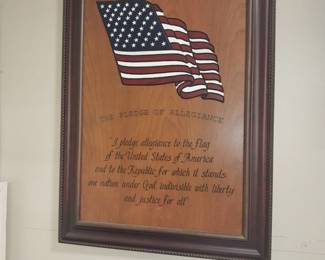 THE PLEDGE OF ALLEGIANCE
"I pledge allegiance to the flag
of the United States of America
and to the Republic for which it stands:
one nation under God, indivisible with liberty
and justice for all"